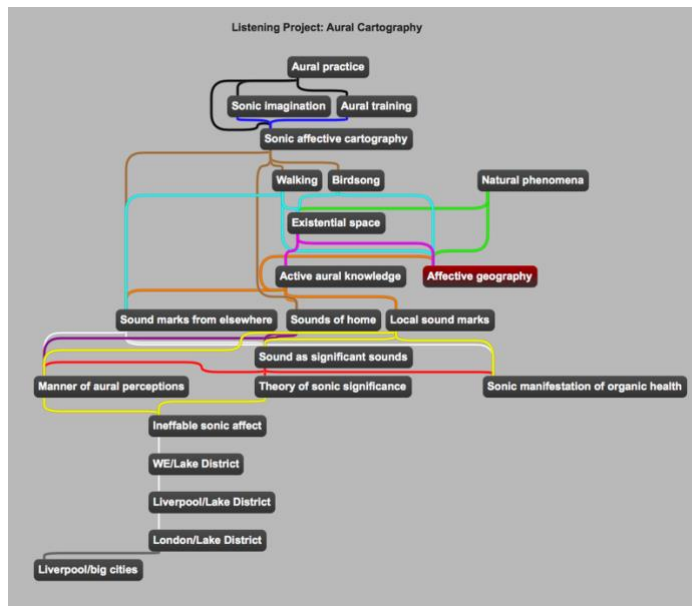 Listening Project: Aural Cartography
Aural practice
Sonic imagination
Aural training
Sonic affective cartography
Walking
Birdsong
Natural phenomena
Existential space
Active aural knowledge
Affective geography
Sound marks from elsewhere
Sounds of home
Local sound marks
Sound as significant sounds
Manner of aural perceptions
Theory of sonic significance
Sonic manifestation of organic health
Ineffable sonic affect
WE/Lake District
Liverpool/Lake District
London/Lake District
Liverpool/big cities